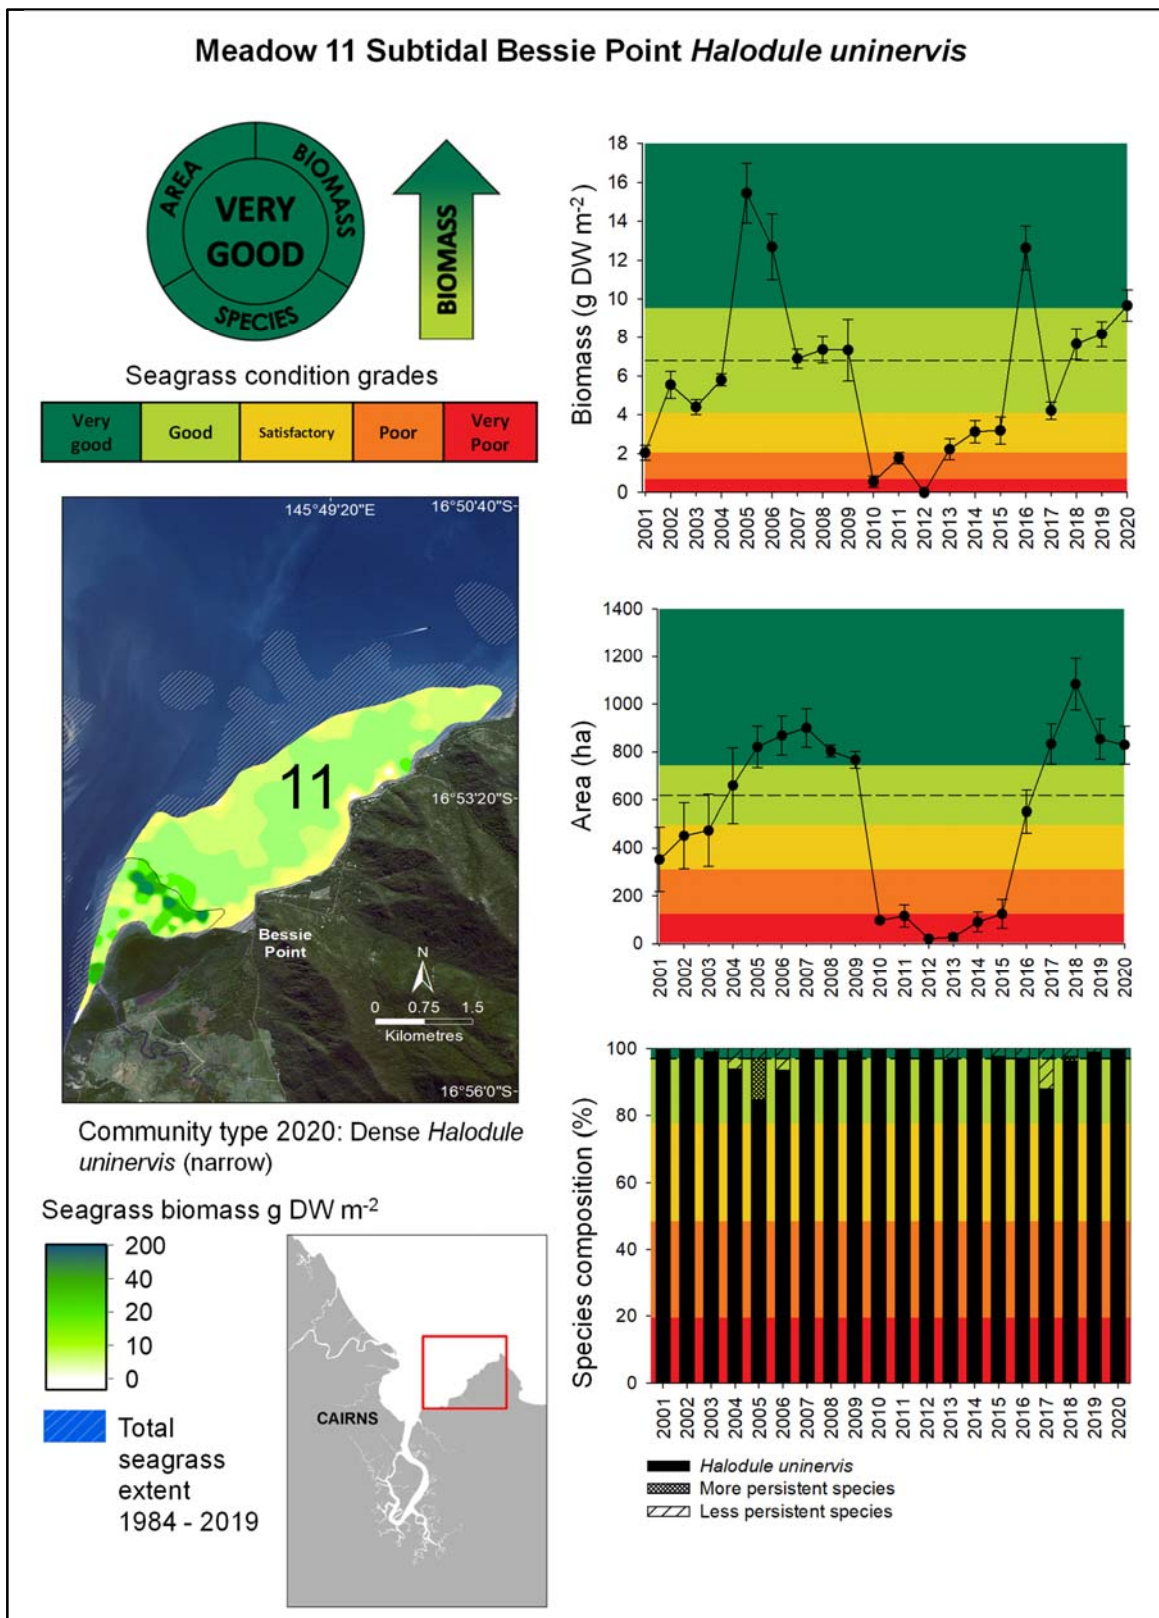 Meadow 11 Subtidal Bessie Point Halodule uninervis
AREA
BIOMASS
SPECIES
VERY
GOOD
BIOMASS
Seagrass condition grades
Very
good
Good
Satisfactory
Poor
Very
Poor
145°49'20"E
16°50'40"S
16°53'20"S
16°56'0"S
11
Bessie
Point
N
0 0.75 1.5
Kilometres
Community type 2020: Dense Halodule
uninervis (narrow)
Seagrass biomass g DW m-2
200
40
20
10
0
Total
seagrass
extent
1984 - 2019
CAIRNS
Biomass (g DW m-2)
18
16
14
12
10
8
6
4
2
0
2001 2002 2003 2004 2005 2006 2007 2008 2009 2010 2011 2012 2013 2014 2015 2016 2017 2018 2019 2020
Area (ha)
1400
1200
1000
800
600
400
200
0
2001 2002 2003 2004 2005 2006 2007 2008 2009 2010 2011 2012 2013 2014 2015 2016 2017 2018 2019 2020
Species composition (%)
100
80
60
40
20
0
2001 2002 2003 2004 2005 2006 2007 2008 2009 2010 2011 2012 2013 2014 2015 2016 2017 2018 2019 2020
Halodule uninervis
More persistent species
Less persistent species